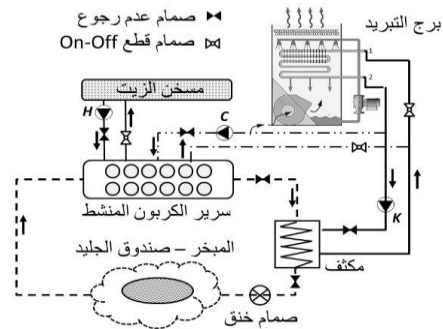 صمام عدم رجوع
صمام قطع On-Off
برج التبريد
1
2
مسخن الزيت
H
C
K
سرير الكربون المنشط
المبخر – صندوق الجليد
مكثف
صمام خنق